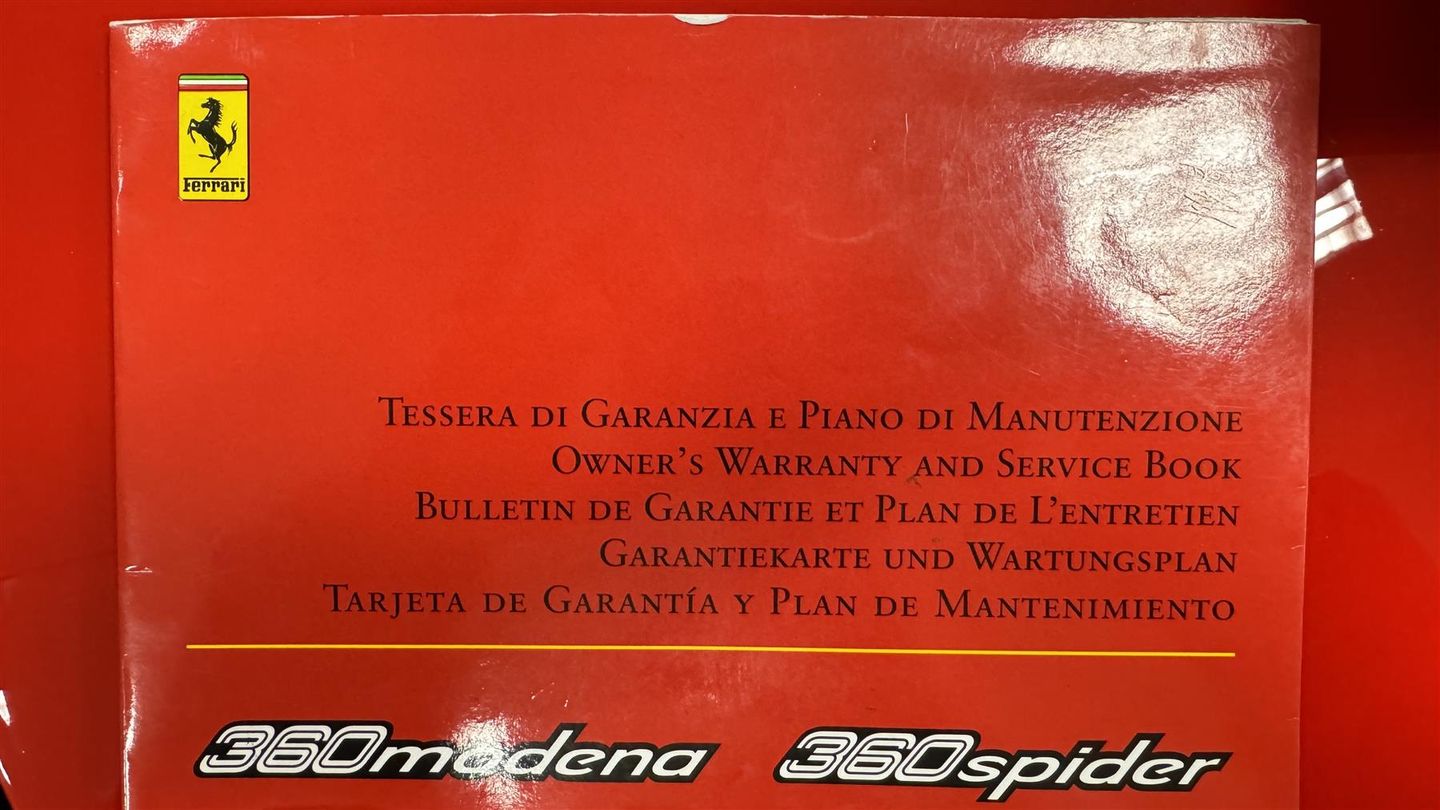 Ferrari
TESSERA DI GARANZIA E PIANO DI MANUTENZIONE
OWNER'S WARRANTY AND SERVICE BOOK
BULLETIN DE GARANTIE ET PLAN DE L'ENTRETIEN
GARANTIEKARTE UND WARTUNGSPLAN
TARJETA DE GARANTÍA Y PLAN DE MANTENIMIENTO
360modena 360spider